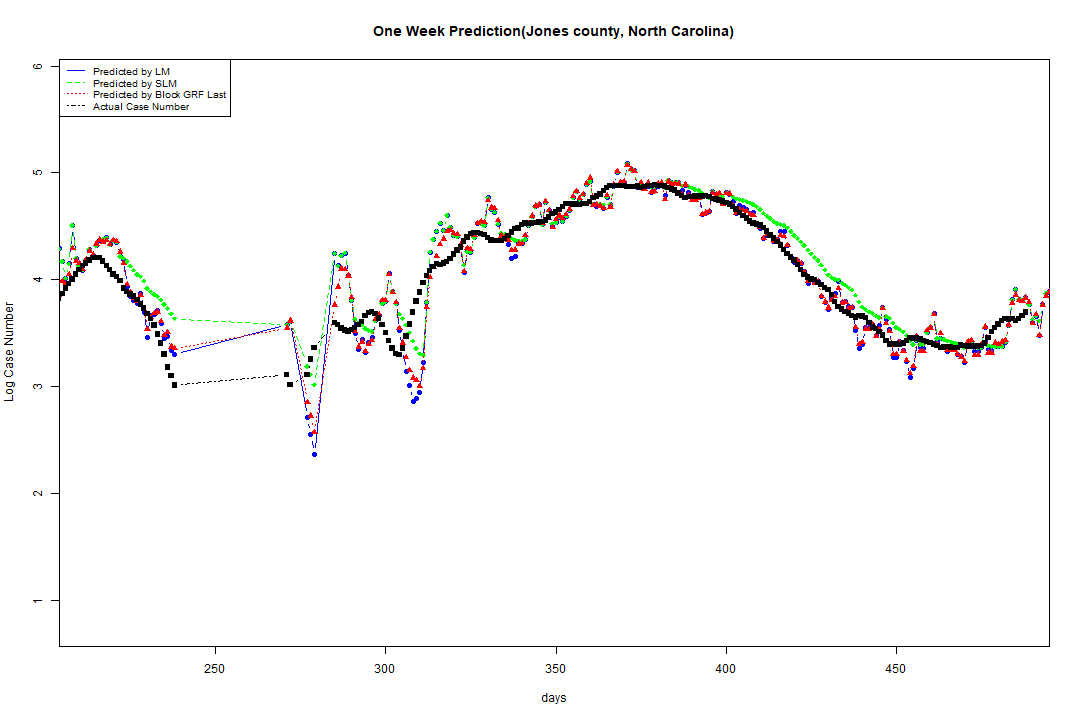 One Week Prediction(Jones county, North Carolina)
Predicted by LM
Predicted by SLM
Predicted by Block GRF Last
Actual Case Number
6
5
4
3
2
1
Log Case Number
250
300
350
400
450
days